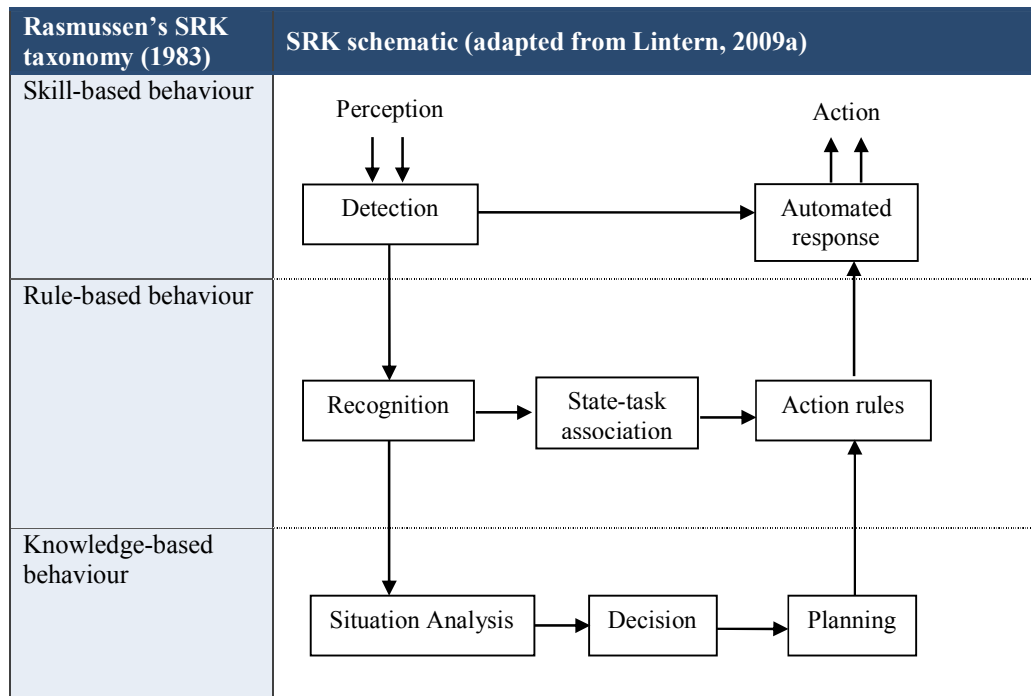 Rasmussen’s SRK
taxonomy (1983)
SRK schematic (adapted from Lintern, 2009a)
Skill-based behaviour
Perception
Action
Detection
Automated
response
Rule-based behaviour
Recognition
State-task
association
Action rules
Knowledge-based
behaviour
Situation Analysis
Decision
Planning